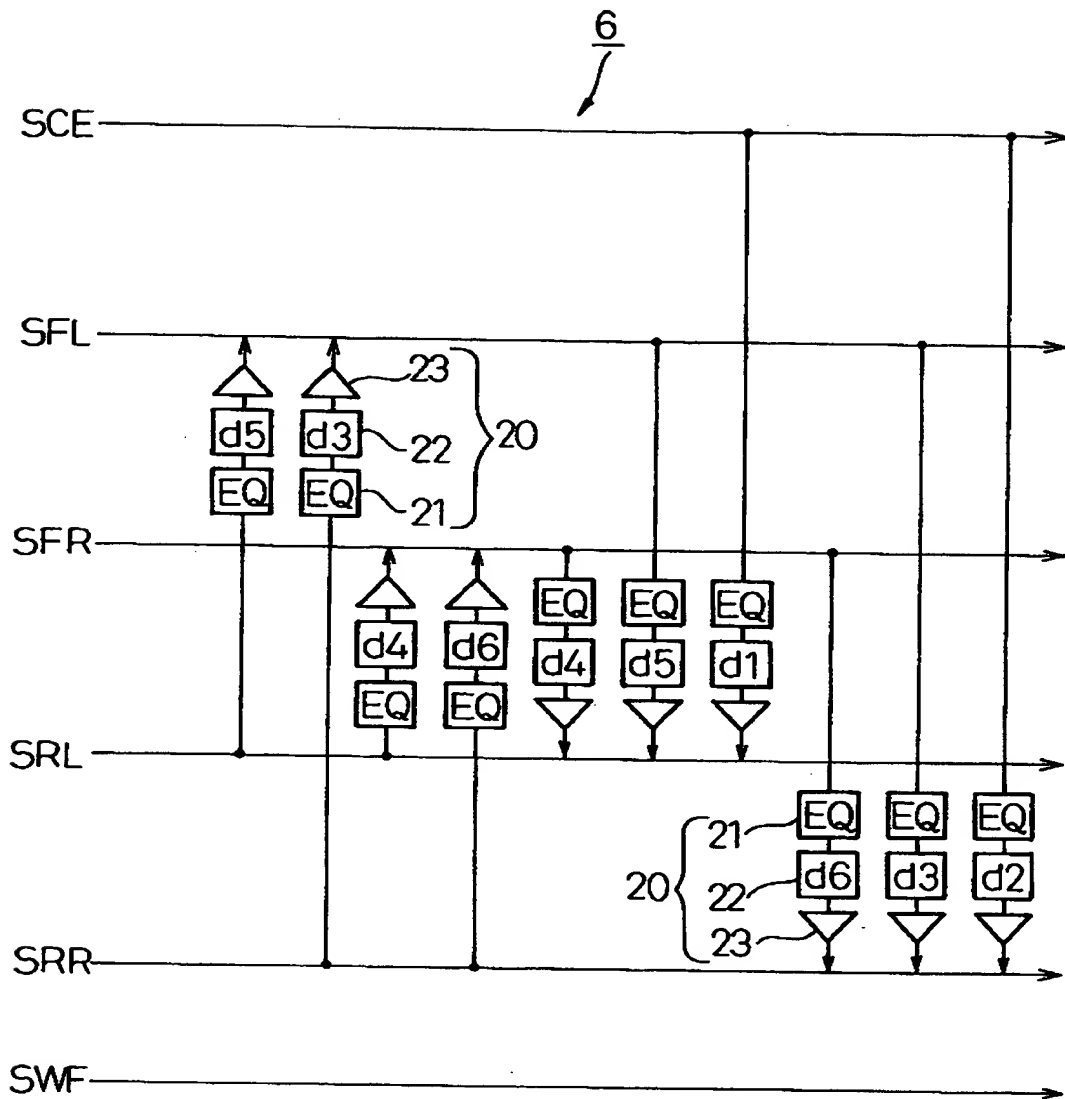 6
SCE
SFL
23
d5 d3 22 20
EQ EQ 21
SFR
EQ EQ EQ
d4 d6 d4 d5 d1
EQ EQ
SRL
21 EQ EQ EQ
20 22 d6 d3 d2
23
SRR
SWF